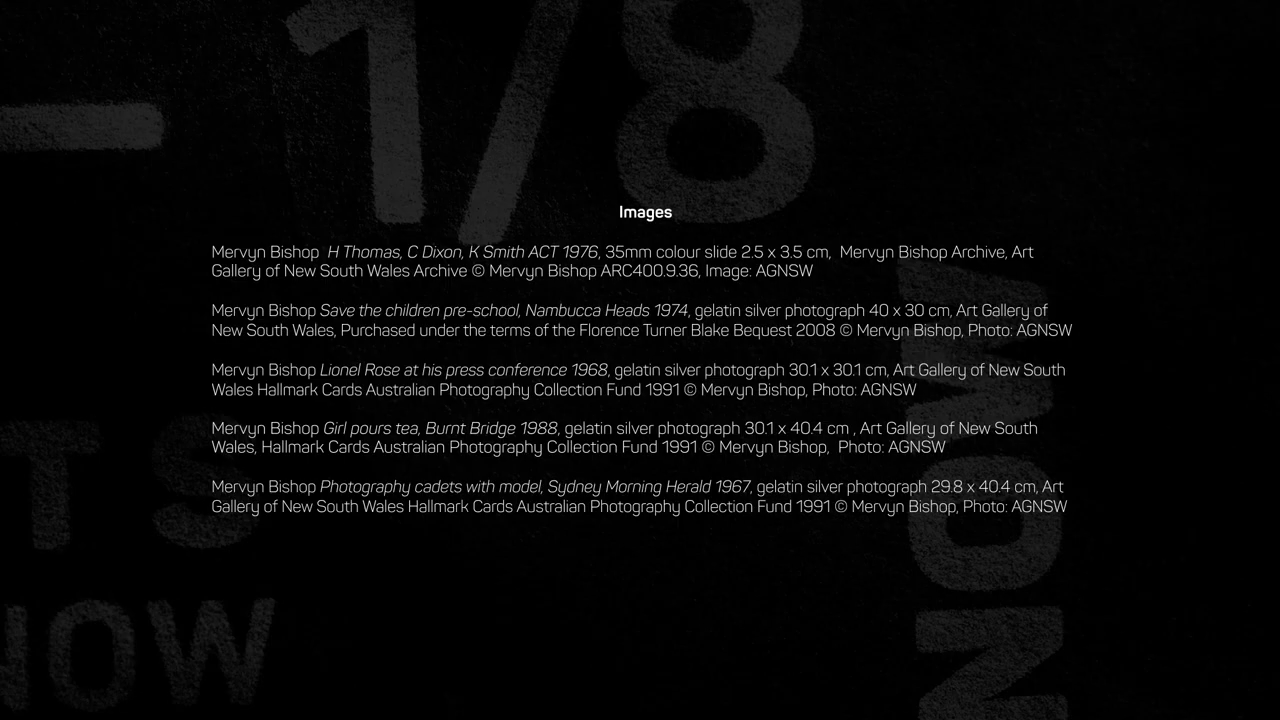 1/8
Images
Mervyn Bishop H Thomas, C Dixon, K Smith ACT 1976, 35mm colour slide 2.5 x 3.5 cm, Mervyn Bishop Archive, Art
Gallery of New South Wales Archive © Mervyn Bishop ARC400.9.36, Image: AGNSW
Mervyn Bishop Save the children pre-school, Nambucca Heads 1974, gelatin silver photograph 40 x 30 cm, Art Gallery of
New South Wales, Purchased under the terms of the Florence Turner Blake Bequest 2008 © Mervyn Bishop, Photo: AGNSW
Mervyn Bishop Lionel Rose at his press conference 1968, gelatin silver photograph 30.1 x 30.1 cm, Art Gallery of New South
Wales Hallmark Cards Australian Photography Collection Fund 1991 © Mervyn Bishop, Photo: AGNSW
Mervyn Bishop Girl pours tea, Burnt Bridge 1988, gelatin silver photograph 30.1 x 40.4 cm , Art Gallery of New South
Wales, Hallmark Cards Australian Photography Collection Fund 1991 © Mervyn Bishop, Photo: AGNSW
Mervyn Bishop Photography cadets with model, Sydney Morning Herald 1967, gelatin silver photograph 29.8 x 40.4 cm, Art
Gallery of New South Wales Hallmark Cards Australian Photography Collection Fund 1991 © Mervyn Bishop, Photo: AGNSW
TS
NOW